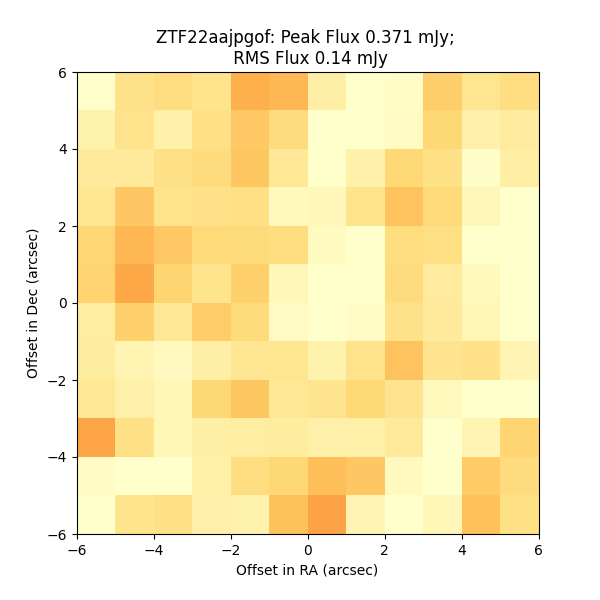 ZTF22aajpgof: Peak Flux 0.371 mJy;
RMS Flux 0.14 mJy
6
4
2
0
−2
−4
−6
Offset in Dec (arcsec)
−6 −4 −2 0 2 4 6
Offset in RA (arcsec)